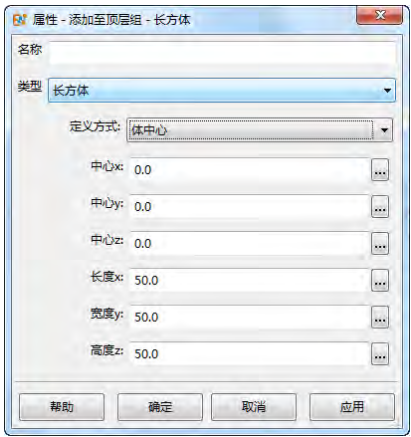 属性 - 添加至顶层组 - 长方体
名称
类型 长方体
定义方式: 体中心
中心x: 0.0 ...
中心y: 0.0 ...
中心z: 0.0 ...
长度x: 50.0 ...
宽度y: 50.0 ...
高度z: 50.0 ...
帮助 确定 取消 应用